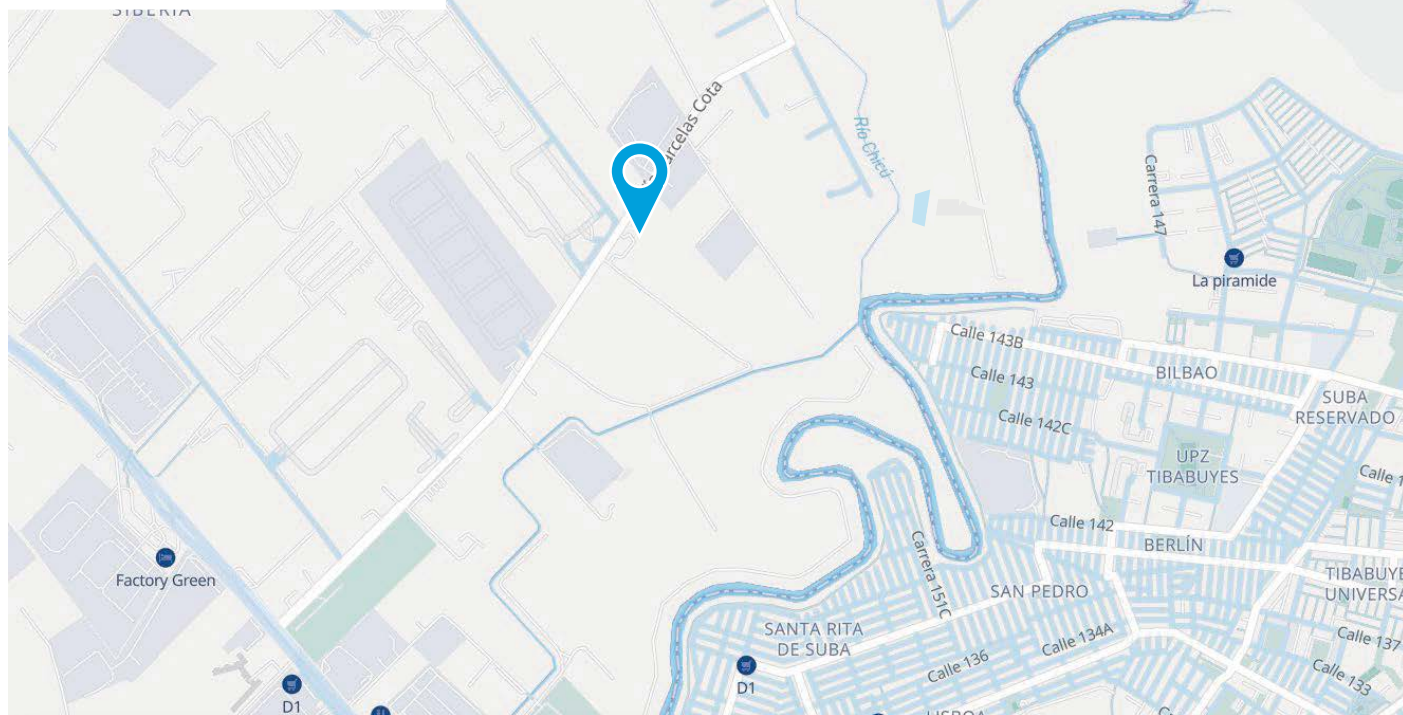 SIBERIA
Parcelas Cota
Río Chicú
Carrera 147
La piramide
Calle 143B
BILBAO
Calle 143
SUBA
RESERVADO
Calle 142C
UPZ
TIBABUYES
Calle 142
BERLÍN
Factory Green
Carrera 151C
SAN PEDRO
SANTA RITA
DE SUBA
Calle 134A
Calle 137
Calle 136
Calle 133
D1
D1